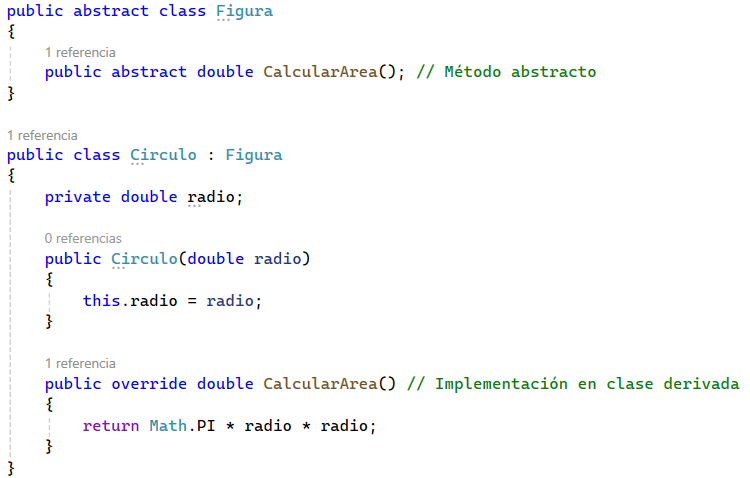 public abstract class Figura
{
1 referencia
public abstract double CalcularArea(); // Método abstracto
}
1 referencia
public class Circulo : Figura
{
private double radio;
0 referencias
public Circulo(double radio)
{
this.radio = radio;
}
1 referencia
public override double CalcularArea() // Implementación en clase derivada
{
return Math.PI * radio * radio;
}
}